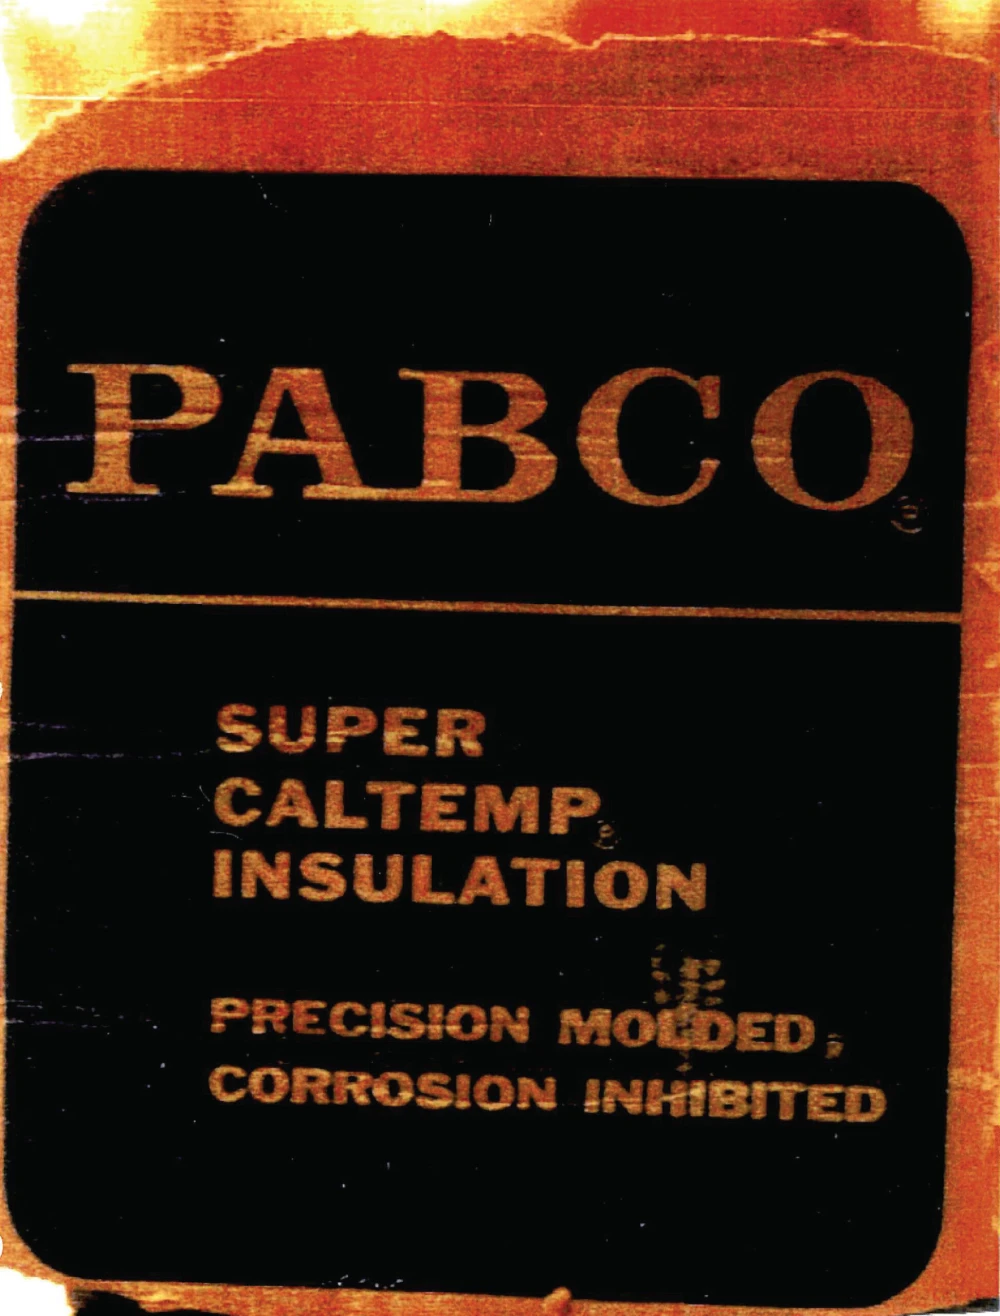 PABCO®
SUPER
CALTEMP®
INSULATION
PRECISION MOLDED,
CORROSION INHIBITED